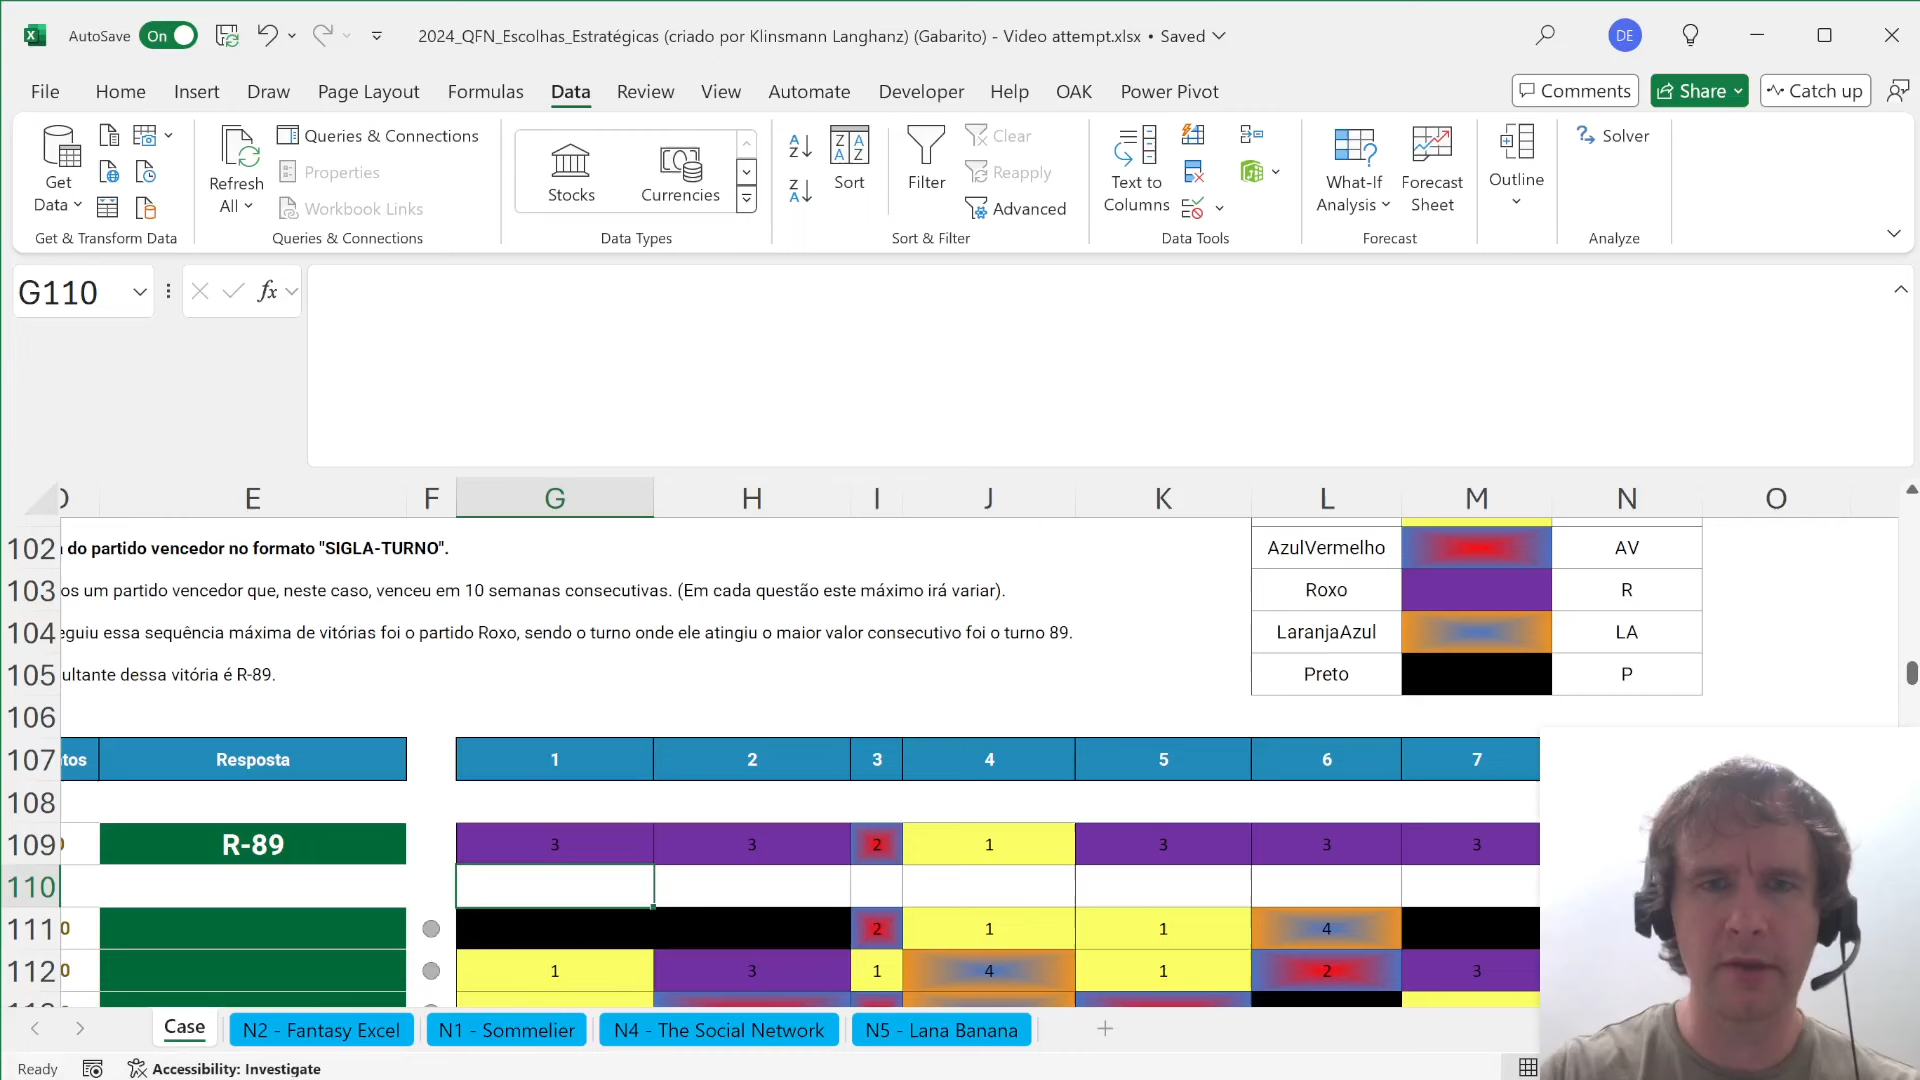 AutoSave On 2024_QFN_Escolhas_Estratégicas (criado por Klinsmann Langhanz) (Gabarito) - Video attempt.xlsx • Saved DE
File Home Insert Draw Page Layout Formulas Data Review View Automate Developer Help OAK Power Pivot Comments Share Catch up
Get Data
Refresh All
Queries & Connections
Properties
Workbook Links
Stocks
Currencies
Sort
Filter
Clear
Reapply
Advanced
Text to Columns
What-If Analysis
Forecast Sheet
Outline
Solver
Get & Transform Data Queries & Connections Data Types Sort & Filter Data Tools Forecast Analyze
G110 fx
E F G H I J K L M N O
102 do partido vencedor no formato "SIGLA-TURNO". AzulVermelho AV
103 os um partido vencedor que, neste caso, venceu em 10 semanas consecutivas. (Em cada questão este máximo irá variar). Roxo R
104 eguiu essa sequência máxima de vitórias foi o partido Roxo, sendo o turno onde ele atingiu o maior valor consecutivo foi o turno 89. LaranjaAzul LA
105 ultante dessa vitória é R-89. Preto P
106
107 tos Resposta 1 2 3 4 5 6 7
108
109 R-89 3 3 2 1 3 3 3
110
111 0 2 1 1 4
112 0 1 3 1 4 1 2 3
Case N2 - Fantasy Excel N1 - Sommelier N4 - The Social Network N5 - Lana Banana
Ready Accessibility: Investigate